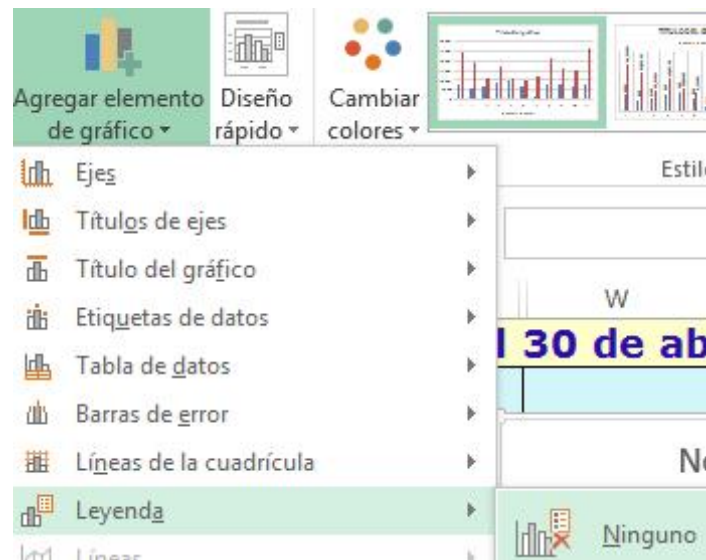 Agregar elemento
de gráfico
Diseño
rápido
Cambiar
colores
Ejes
Títulos de ejes
Título del gráfico
Etiquetas de datos
Tabla de datos
Barras de error
Líneas de la cuadrícula
Leyenda
Líneas
W
30 de ab
Ninguno